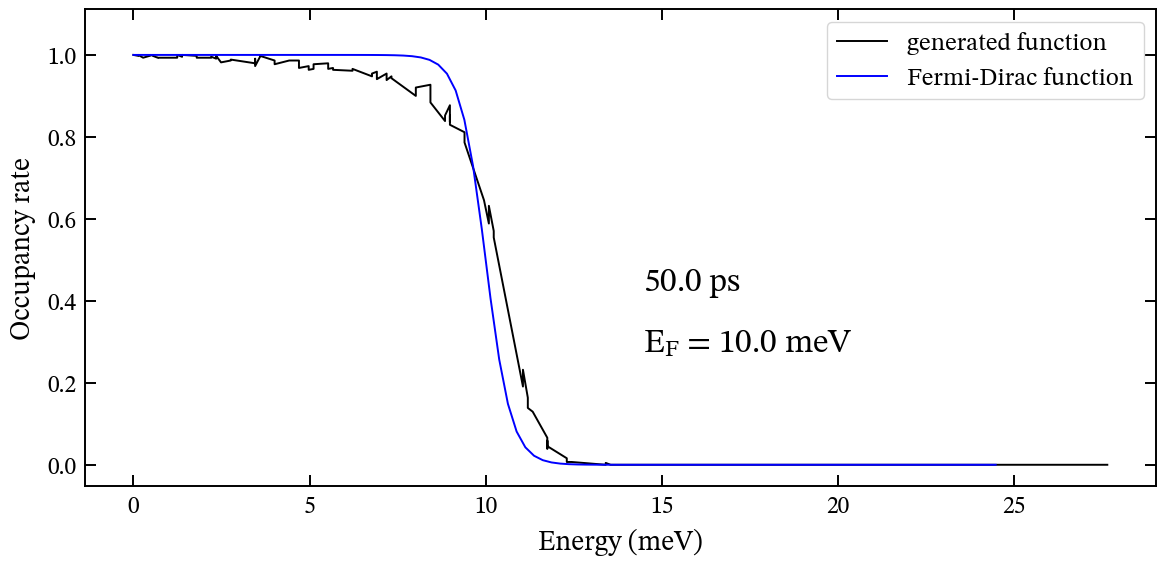 generated function
Fermi-Dirac function
Occupancy rate
1.0
0.8
0.6
0.4
0.2
0.0
50.0 ps
E_F = 10.0 meV
0 5 10 15 20 25
Energy (meV)